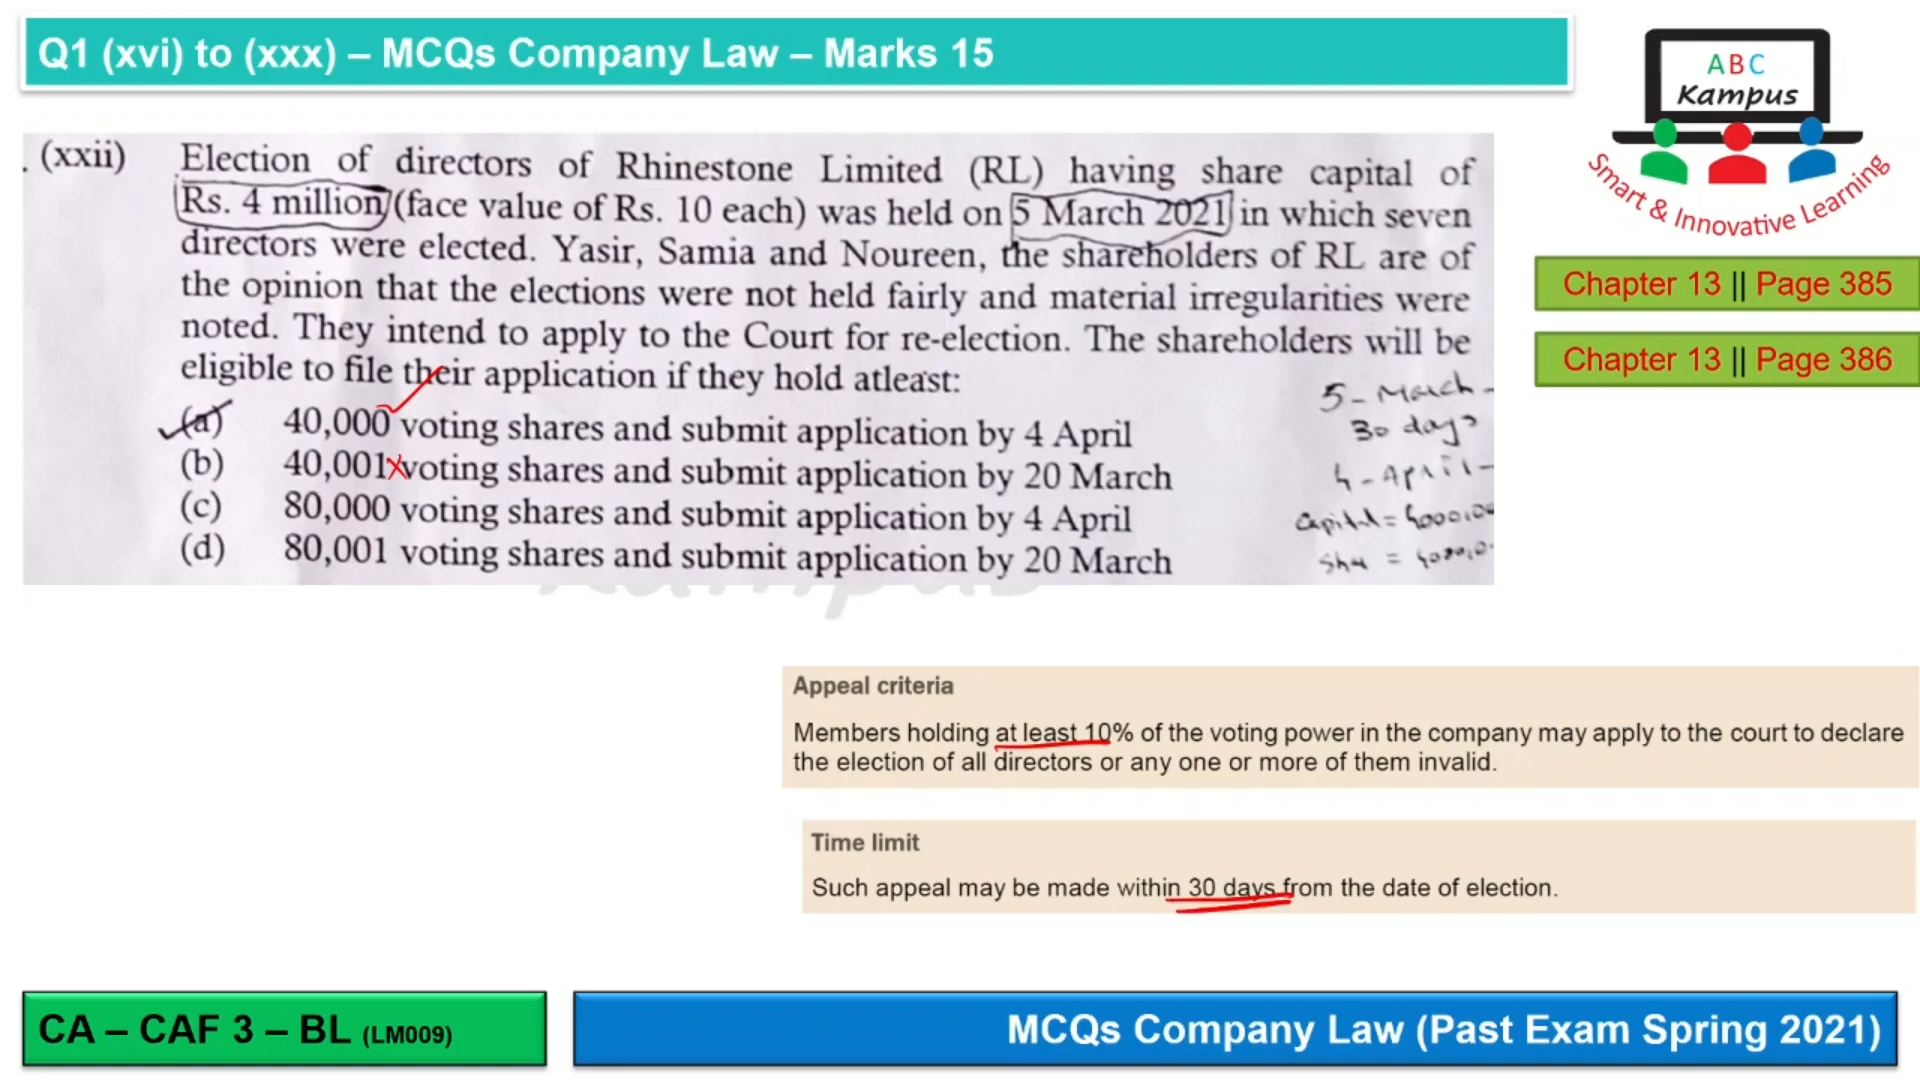 Q1 (xvi) to (xxx) – MCQs Company Law – Marks 15
ABC
Kampus
Smart & Innovative Learning
(xxii) Election of directors of Rhinestone Limited (RL) having share capital of
Rs. 4 million (face value of Rs. 10 each) was held on 5 March 2021 in which seven
directors were elected. Yasir, Samia and Noureen, the shareholders of RL are of
the opinion that the elections were not held fairly and material irregularities were
noted. They intend to apply to the Court for re-election. The shareholders will be
eligible to file their application if they hold atleast:
(a) 40,000 voting shares and submit application by 4 April
(b) 40,001 voting shares and submit application by 20 March
(c) 80,000 voting shares and submit application by 4 April
(d) 80,001 voting shares and submit application by 20 March
5 - March -
30 days
4 - April -
Capital =
Chapter 13 || Page 385
Chapter 13 || Page 386
Kampus
Appeal criteria
Members holding at least 10% of the voting power in the company may apply to the court to declare
the election of all directors or any one or more of them invalid.
Time limit
Such appeal may be made within 30 days from the date of election.
CA – CAF 3 – BL (LM009)
MCQs Company Law (Past Exam Spring 2021)